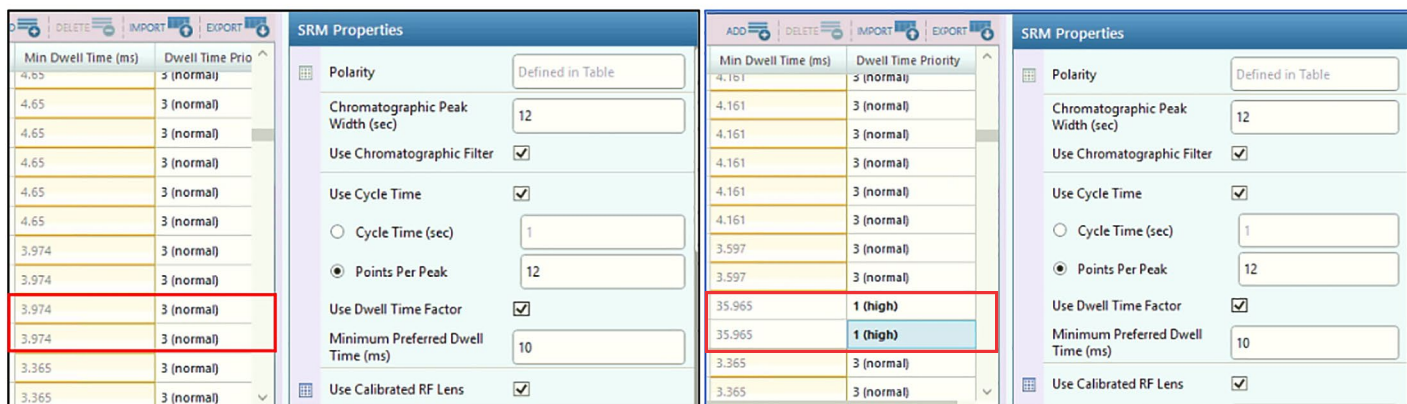 D
DELETE
IMPORT
EXPORT
Min Dwell Time (ms)
Dwell Time Prio
4.65
3 (normal)
4.65
3 (normal)
4.65
3 (normal)
4.65
3 (normal)
4.65
3 (normal)
4.65
3 (normal)
3.974
3 (normal)
3.974
3 (normal)
3.974
3 (normal)
3.974
3 (normal)
3.365
3 (normal)
3.365
3 (normal)
SRM Properties
Polarity
Defined in Table
Chromatographic Peak
Width (sec)
12
Use Chromatographic Filter
Use Cycle Time
Cycle Time (sec)
1
Points Per Peak
12
Use Dwell Time Factor
Minimum Preferred Dwell
Time (ms)
10
Use Calibrated RF Lens
ADD
DELETE
IMPORT
EXPORT
Min Dwell Time (ms)
Dwell Time Priority
4.161
3 (normal)
4.161
3 (normal)
4.161
3 (normal)
4.161
3 (normal)
4.161
3 (normal)
4.161
3 (normal)
3.597
3 (normal)
3.597
3 (normal)
35.965
1 (high)
35.965
1 (high)
3.365
3 (normal)
3.365
3 (normal)
SRM Properties
Polarity
Defined in Table
Chromatographic Peak
Width (sec)
12
Use Chromatographic Filter
Use Cycle Time
Cycle Time (sec)
1
Points Per Peak
12
Use Dwell Time Factor
Minimum Preferred Dwell
Time (ms)
10
Use Calibrated RF Lens